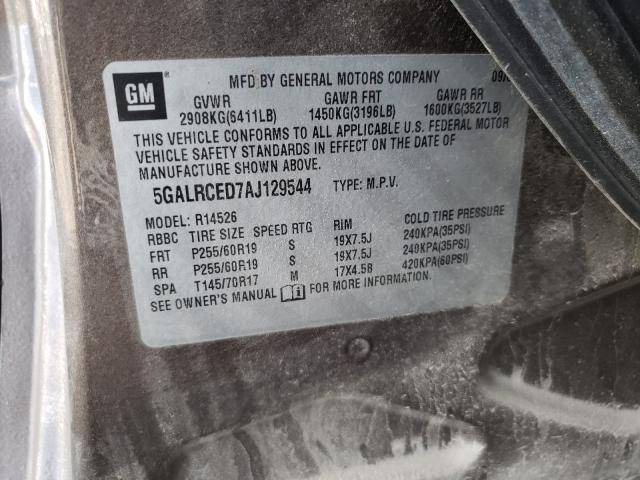 GM
MFD BY GENERAL MOTORS COMPANY 09/
GVWR GAWR FRT GAWR RR
2908KG(6411LB) 1450KG(3196LB) 1600KG(3527LB)
THIS VEHICLE CONFORMS TO ALL APPLICABLE U.S. FEDERAL MOTOR
VEHICLE SAFETY STANDARDS IN EFFECT ON THE DATE OF
MANUFACTURE SHOWN ABOVE.
5GALRCED7AJ129544 TYPE: M.P.V.
MODEL: R14526
RBBC TIRE SIZE SPEED RTG RIM COLD TIRE PRESSURE
FRT P255/60R19 S 19X7.5J 240KPA(35PSI)
RR P255/60R19 S 19X7.5J 240KPA(35PSI)
SPA T145/70R17 M 17X4.5B 420KPA(60PSI)
SEE OWNER'S MANUAL FOR MORE INFORMATION.